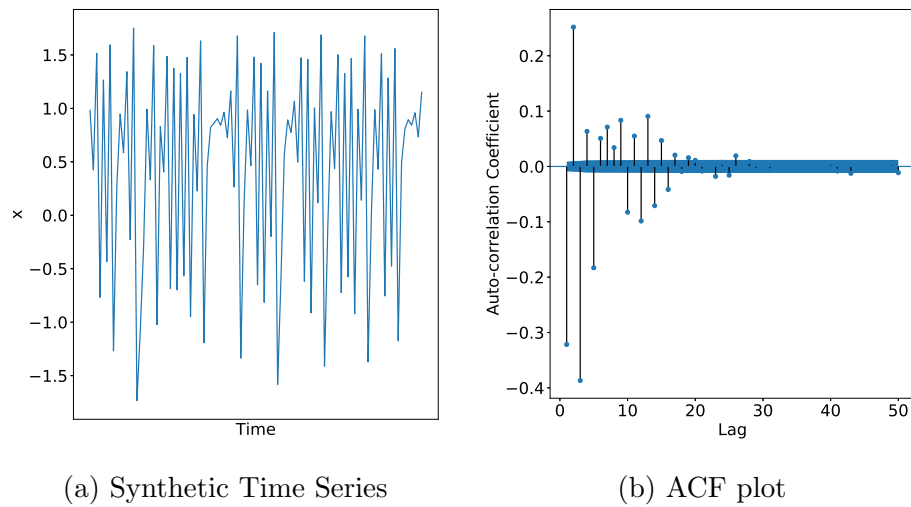 1.5
1.0
0.5
0.0
−0.5
−1.0
−1.5
x
Time
(a) Synthetic Time Series
0.2
0.1
0.0
−0.1
−0.2
−0.3
−0.4
Auto-correlation Coefficient
0 10 20 30 40 50
Lag
(b) ACF plot